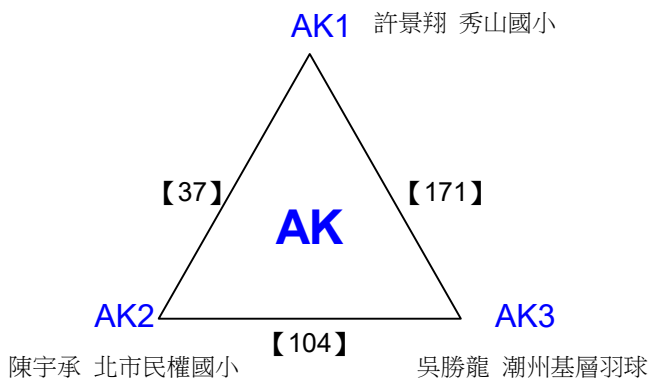 AK1 許景翔 秀山國小
【37】 【171】
AK
AK2 AK3
【104】
陳宇承 北市民權國小 吳勝龍 潮州基層羽球